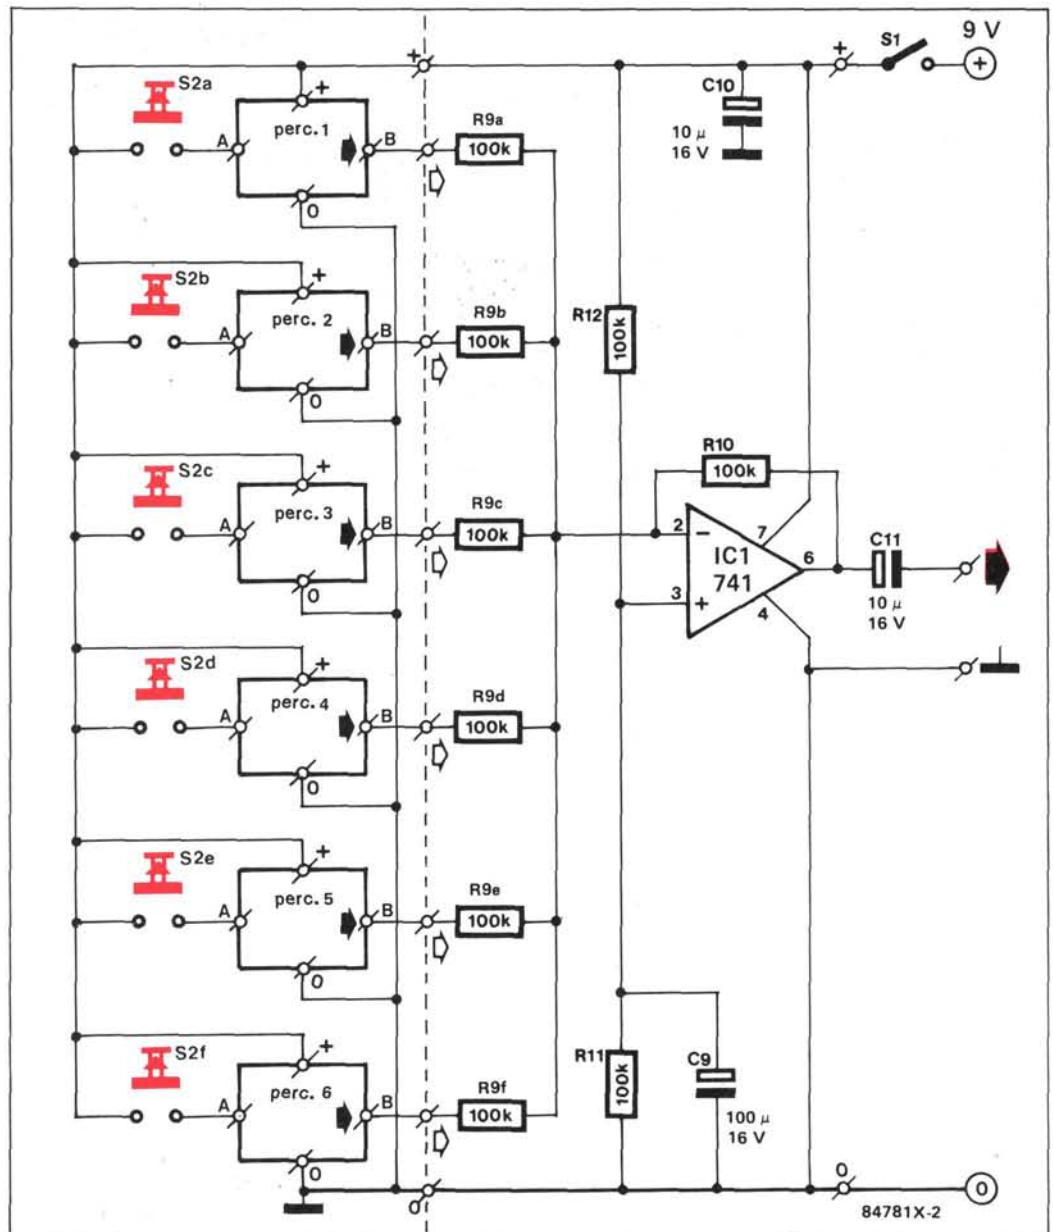 9 V
S1
+
+
+
S2a
C10
10 µ
16 V
R9a
100k
A
perc. 1
+
B
0
S2b
R9b
100k
A
perc. 2
+
B
0
R12
100k
S2c
R9c
100k
A
perc. 3
+
B
0
R10
100k
2
−
7
IC1
741
6
3
+
4
C11
10 µ
16 V
S2d
R9d
100k
A
perc. 4
+
B
0
S2e
R9e
100k
A
perc. 5
+
B
0
S2f
R9f
100k
A
perc. 6
+
B
0
R11
100k
C9
100 µ
16 V
0
0
0
84781X-2